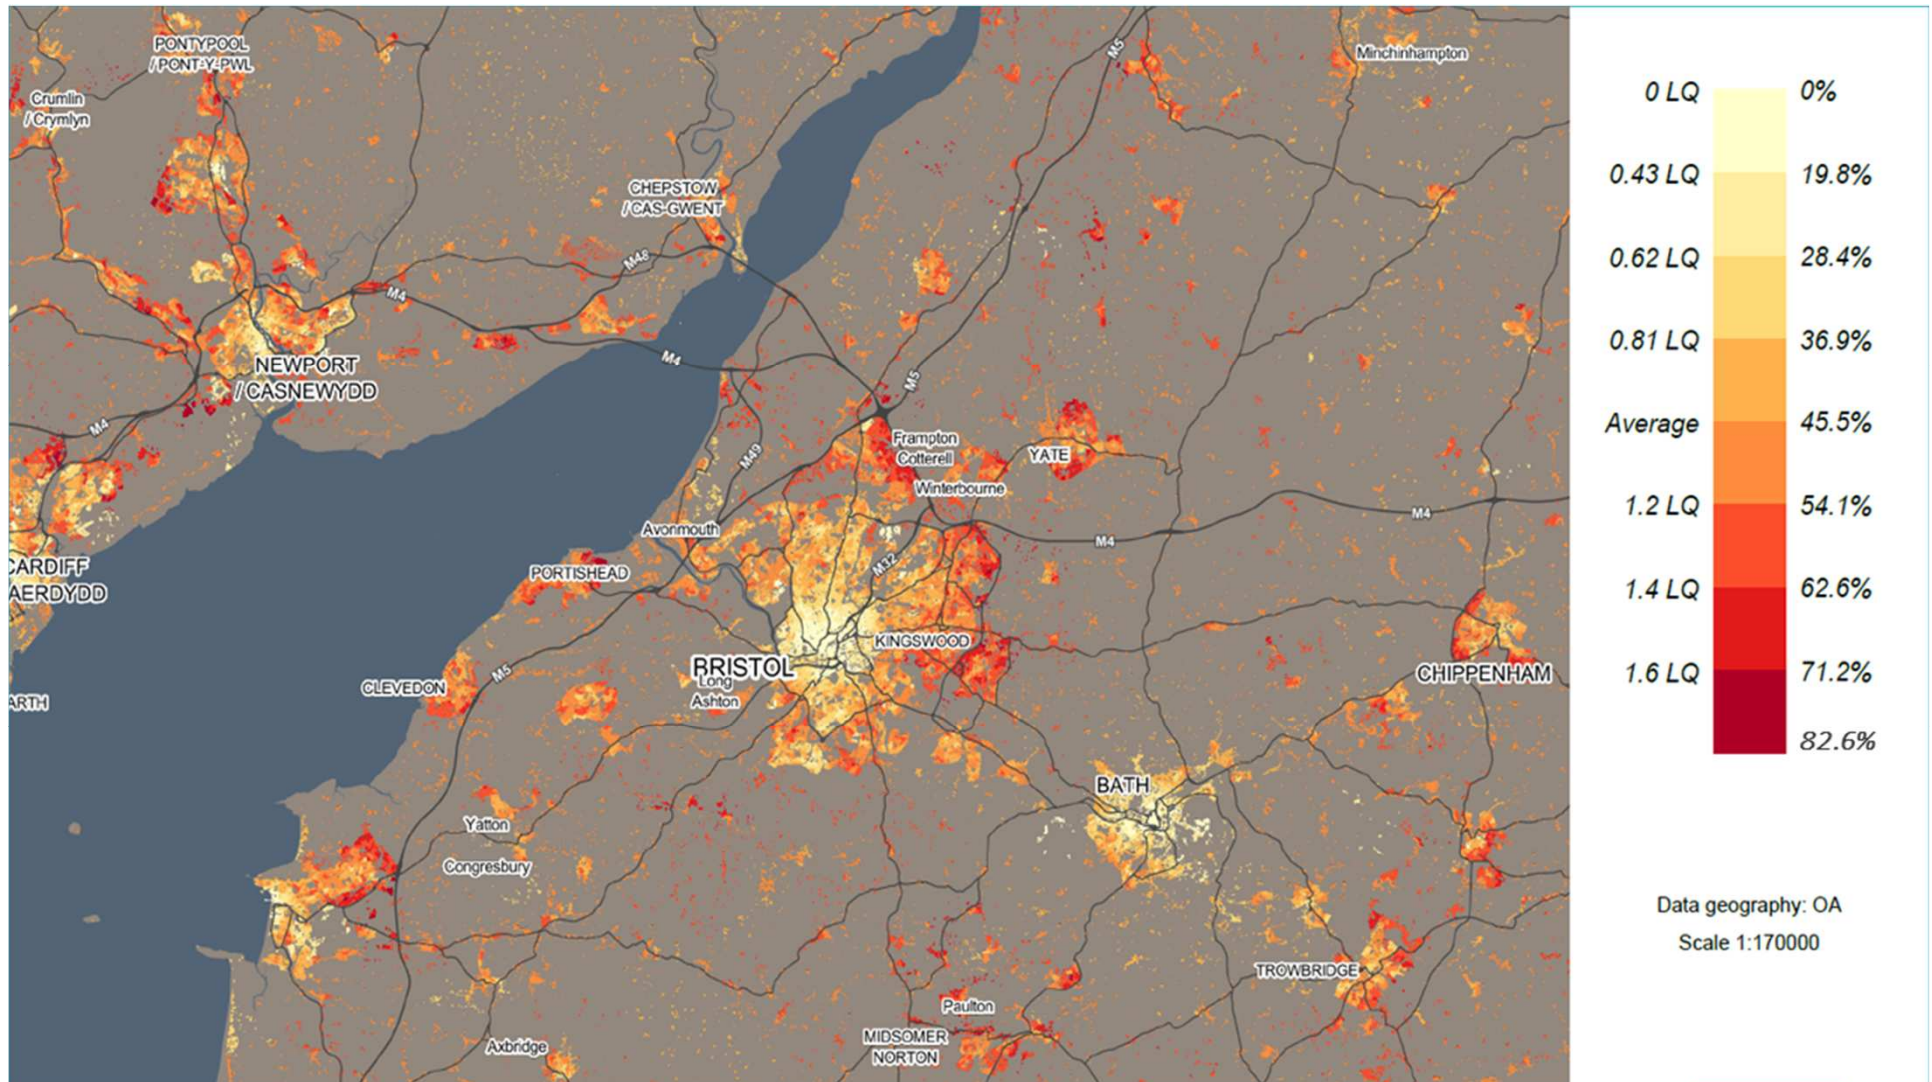 PONTYPOOL
/ PONT-Y-PWL
Minchinhampton
M5
Crumlin
/ Crymlyn
CHEPSTOW
/ CAS-GWENT
M48
M4
M4
NEWPORT
/ CASNEWYDD
M5
M4
Frampton
Cotterell
YATE
M49
Winterbourne
M4
Avonmouth
M4
M32
CARDIFF
AERDYDD
PORTISHEAD
KINGSWOOD
BRISTOL
Long
Ashton
M5
CLEVEDON
CHIPPENHAM
ARTH
BATH
Yatton
Congresbury
TROWBRIDGE
Paulton
MIDSOMER
NORTON
Axbridge
0 LQ 0%
0.43 LQ 19.8%
0.62 LQ 28.4%
0.81 LQ 36.9%
Average 45.5%
1.2 LQ 54.1%
1.4 LQ 62.6%
1.6 LQ 71.2%
82.6%
Data geography: OA
Scale 1:170000